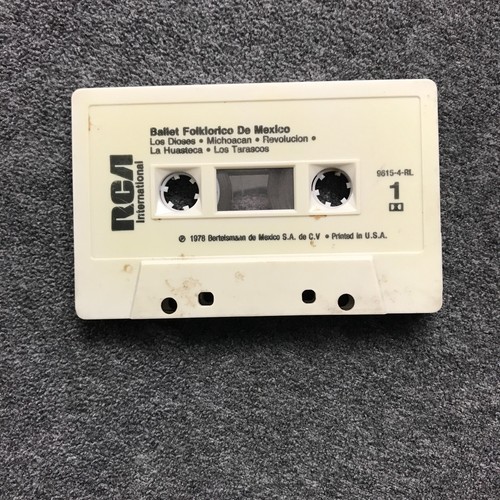 Ballet Folklorico De Mexico
Los Dioses • Michoacan • Revolucion •
La Huasteca • Los Tarascos
RCA
International
9615-4-RL
1
℗ 1978 Bertelsmann de Mexico S.A. de C.V • Printed in U.S.A.